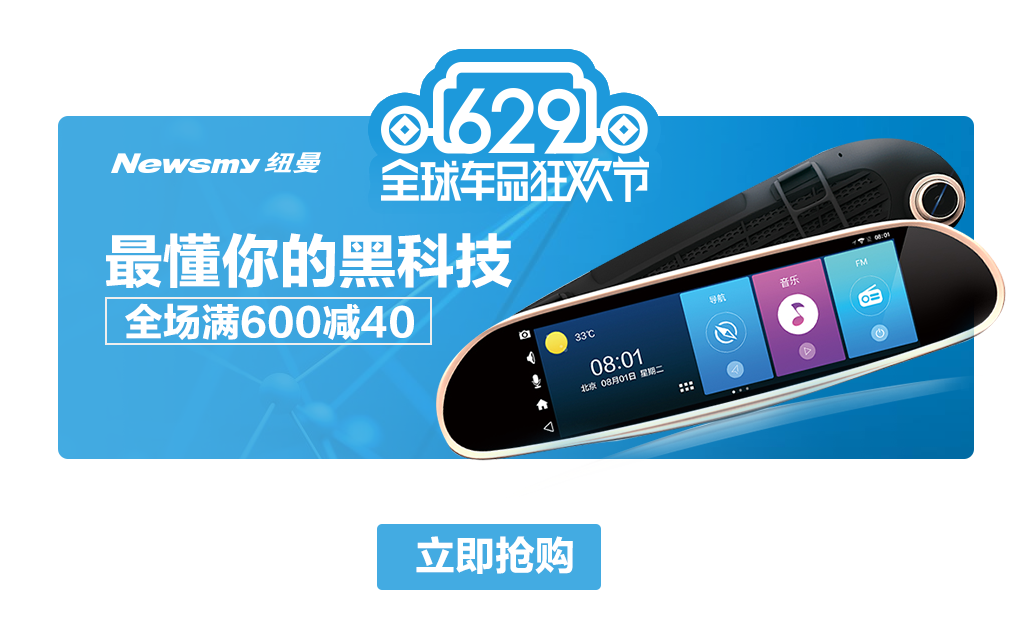 629
全球车品狂欢节
Newsmy 纽曼
最懂你的黑科技
全场满600减40
08:01
33℃
08:01
北京 08月01日 星期二
导航
音乐
FM
立即抢购